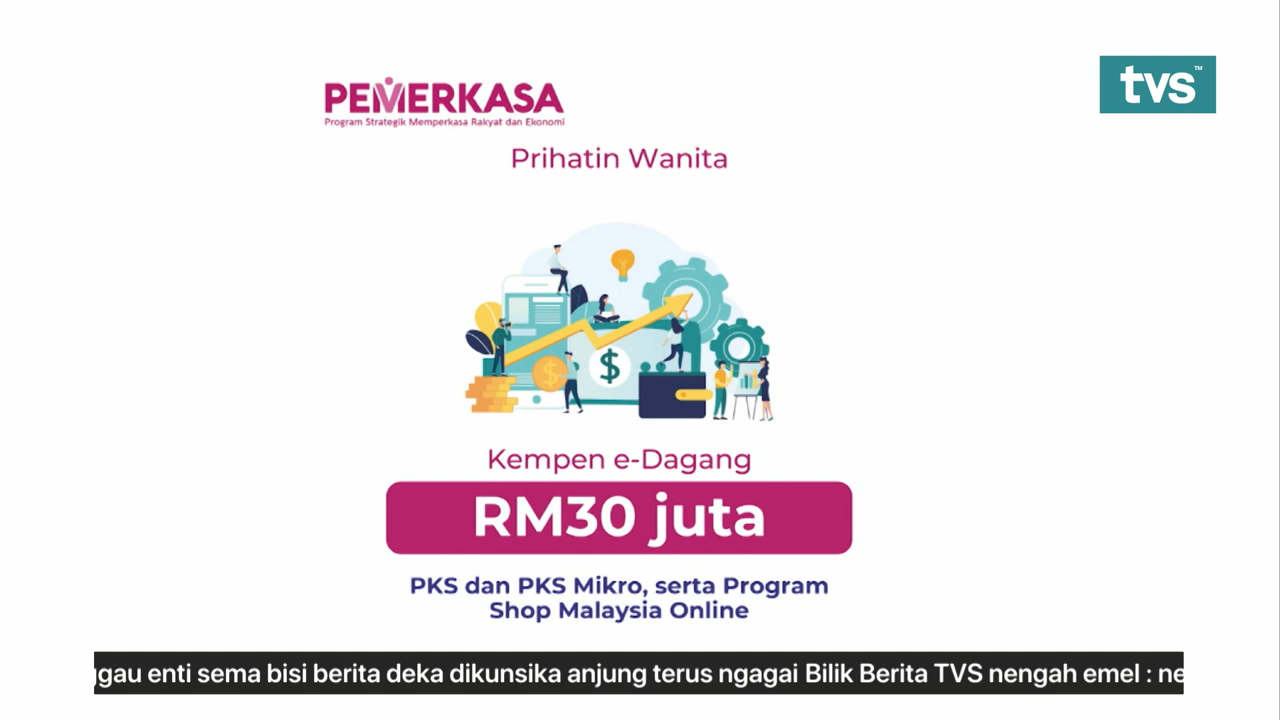 PEMERKASA
Program Strategik Memperkasa Rakyat dan Ekonomi
tvs™
Prihatin Wanita
$
$
Kempen e-Dagang
RM30 juta
PKS dan PKS Mikro, serta Program
Shop Malaysia Online
enti sema bisi berita deka dikunsika anjung terus ngagai Bilik Berita TVS nengah emel :